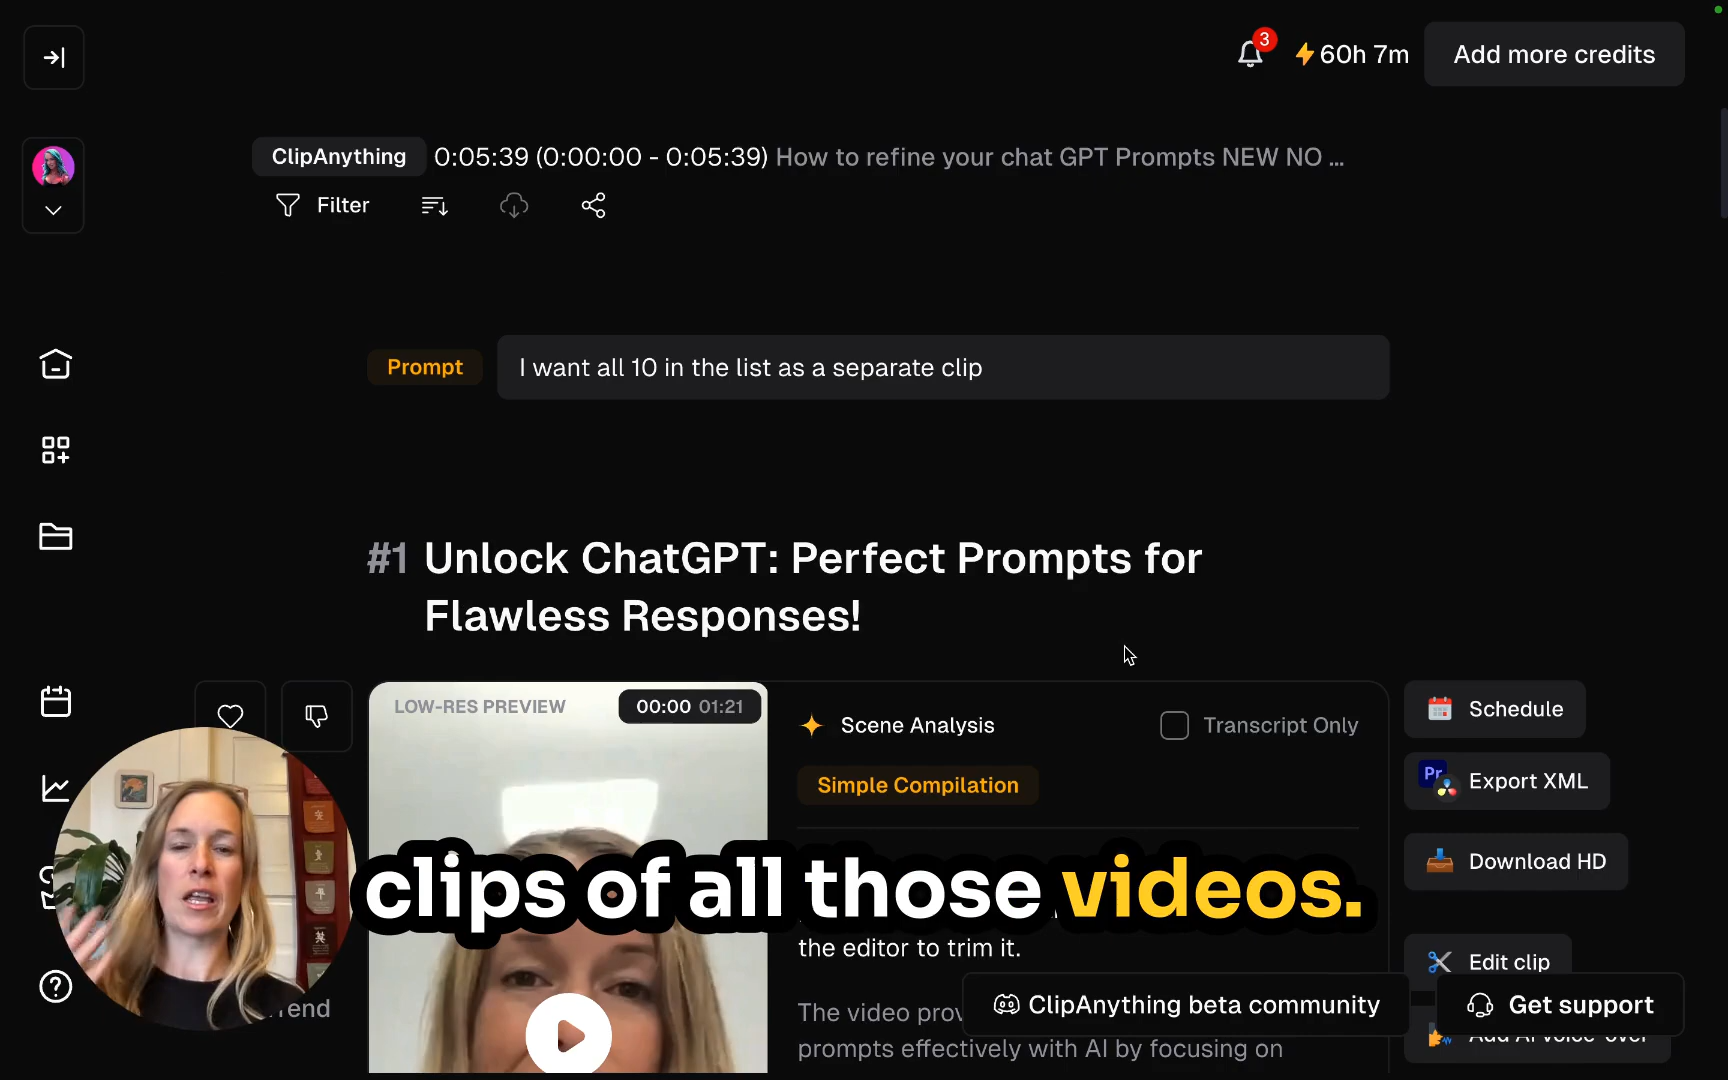 3
60h 7m
Add more credits
ClipAnything 0:05:39 (0:00:00 - 0:05:39) How to refine your chat GPT Prompts NEW NO ...
Filter
Prompt
I want all 10 in the list as a separate clip
#1 Unlock ChatGPT: Perfect Prompts for
Flawless Responses!
LOW-RES PREVIEW
00:00 01:21
Scene Analysis
Transcript Only
Simple Compilation
Schedule
Pr
Export XML
Download HD
clips of all those videos.
the editor to trim it.
Edit clip
The video
prompts effectively with AI by focusing on
ClipAnything beta community
Get support